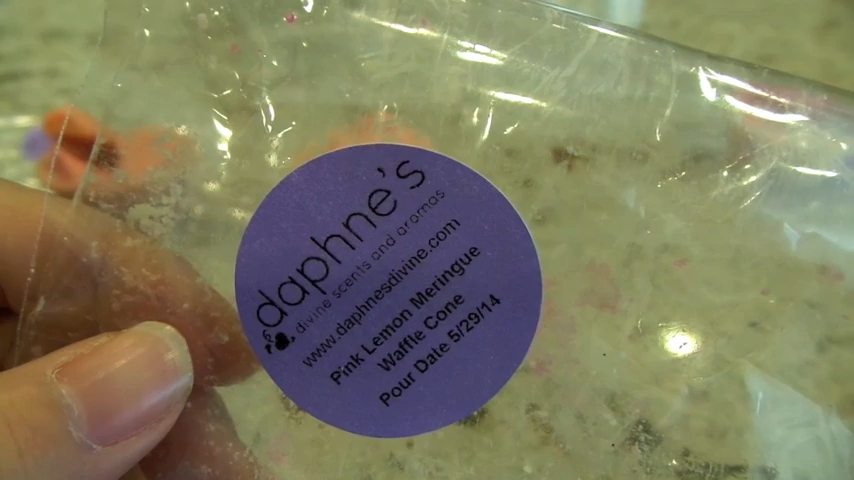 daphne's
divine scents and aromas
www.daphnesdivine.com
Pink Lemon Meringue
Waffle Cone
Pour Date 5/29/14